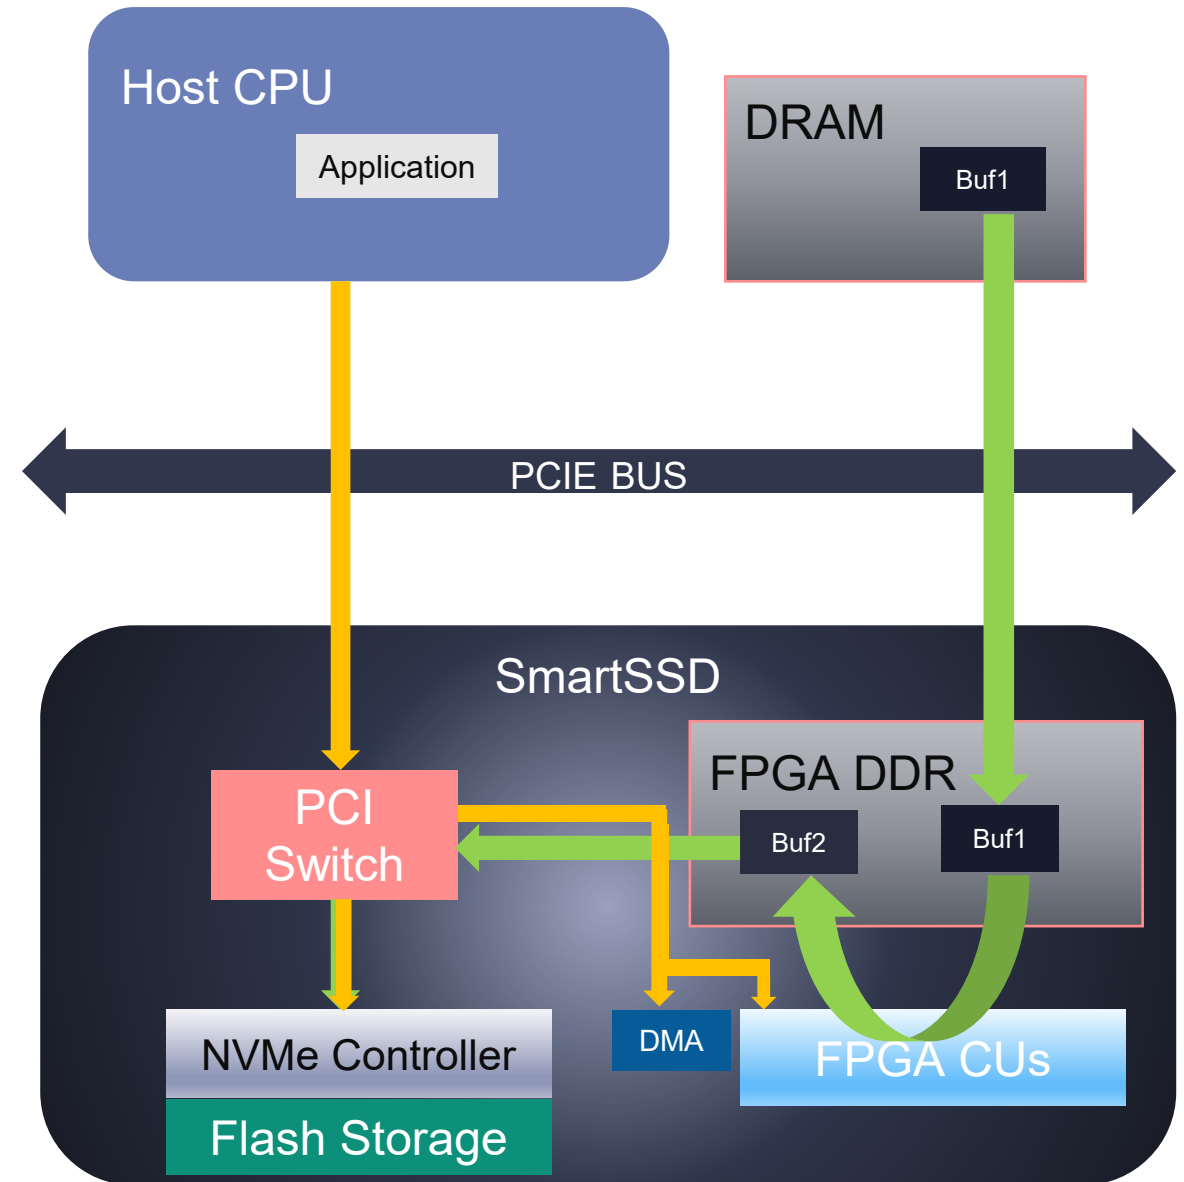 Host CPU
Application
DRAM
Buf1
PCIE BUS
SmartSSD
PCI
Switch
FPGA DDR
Buf2
Buf1
NVMe Controller
Flash Storage
DMA
FPGA CUs